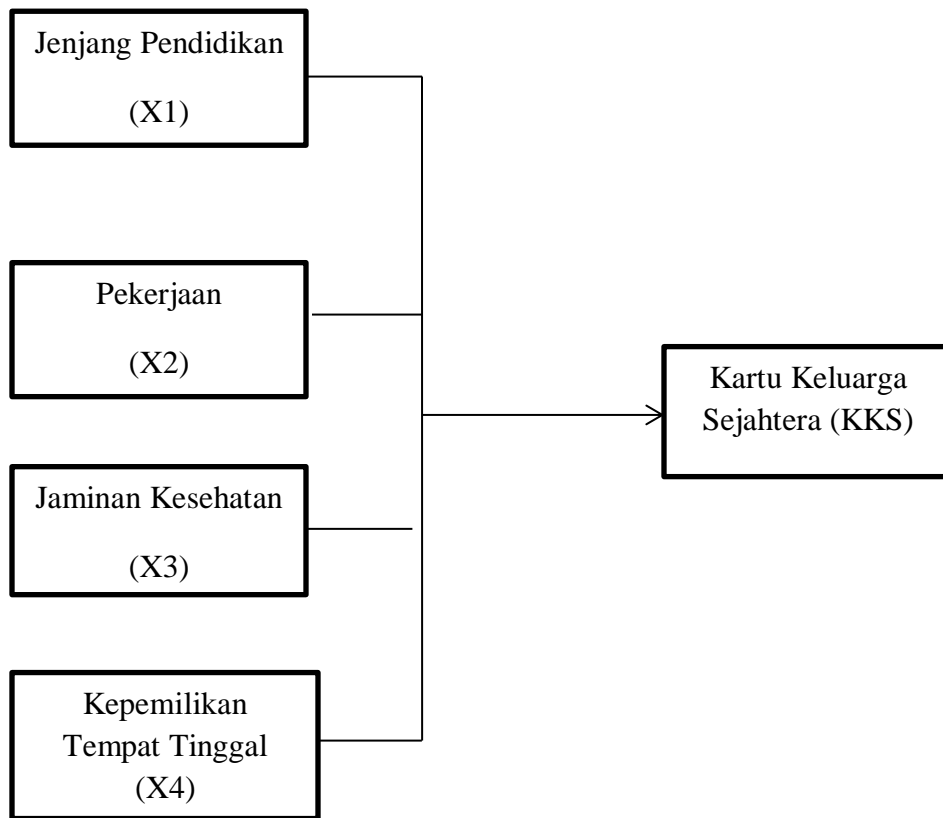 Jenjang Pendidikan
(X1)
Pekerjaan
(X2)
Jaminan Kesehatan
(X3)
Kepemilikan
Tempat Tinggal
(X4)
Kartu Keluarga
Sejahtera (KKS)